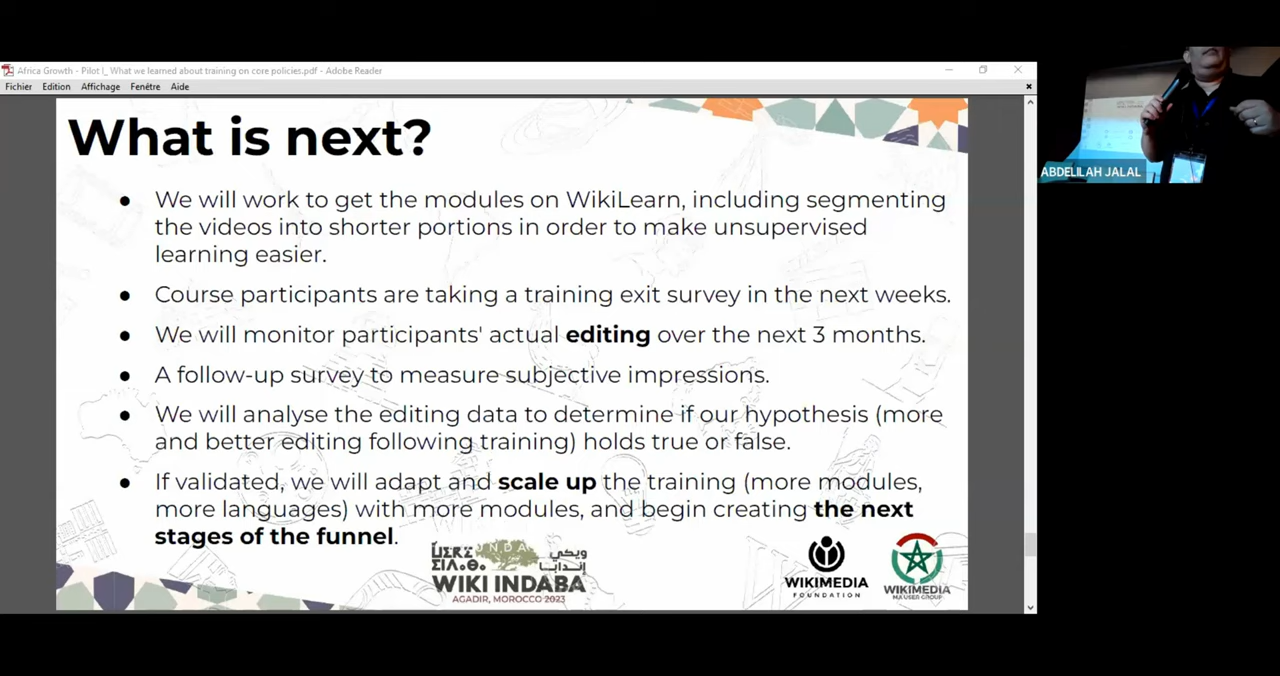 Africa Growth - Pilot I_ What we learned about training on core policies.pdf - Adobe Reader
Fichier Edition Affichage Fenêtre Aide
What is next?
● We will work to get the modules on WikiLearn, including segmenting
the videos into shorter portions in order to make unsupervised
learning easier.
● Course participants are taking a training exit survey in the next weeks.
● We will monitor participants' actual editing over the next 3 months.
● A follow-up survey to measure subjective impressions.
● We will analyse the editing data to determine if our hypothesis (more
and better editing following training) holds true or false.
● If validated, we will adapt and scale up the training (more modules,
more languages) with more modules, and begin creating the next
stages of the funnel.
ويكي
إندابا
WIKI INDABA
AGADIR, MOROCCO 2023
WIKIMEDIA
FOUNDATION
WIKIMEDIA
ABDELILAH JALAL